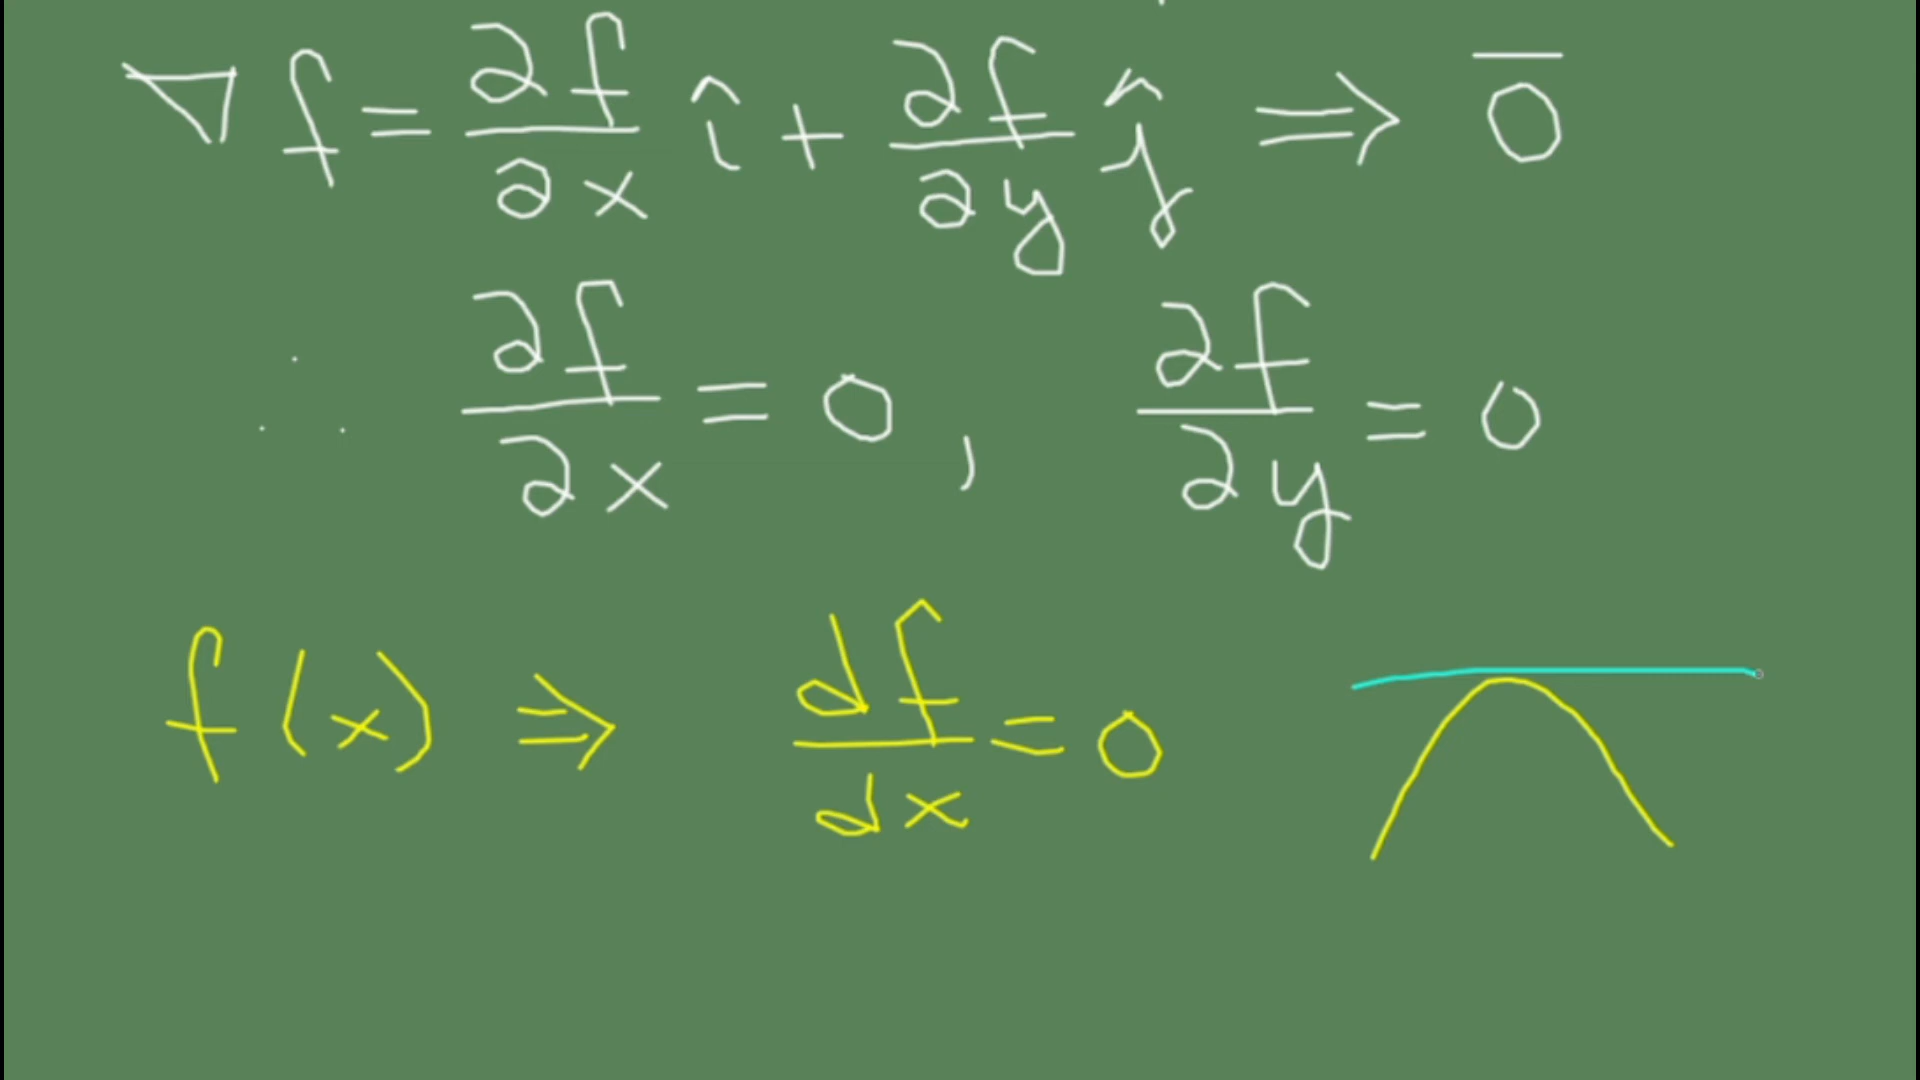 ∇f = ∂f/∂x î + ∂f/∂y ĵ ⇒ 0̅
∴ ∂f/∂x = 0, ∂f/∂y = 0
f(x) ⇒ df/dx = 0